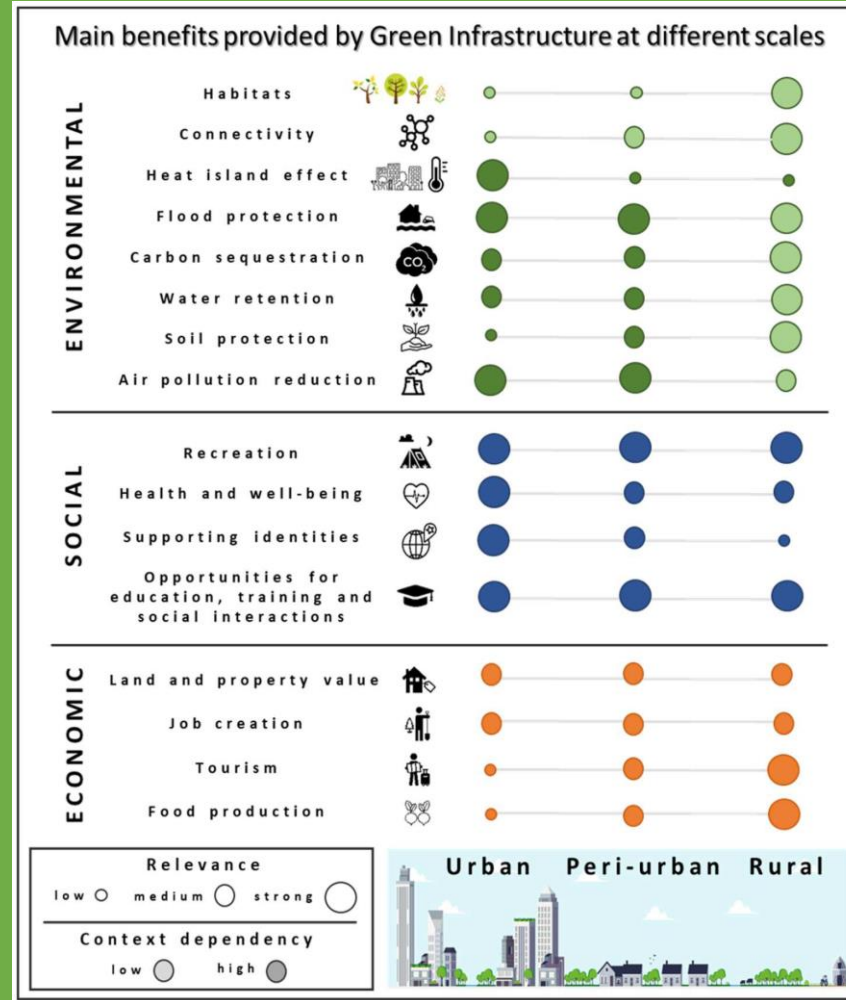 Main benefits provided by Green Infrastructure at different scales
ENVIRONMENTAL
Habitats
Connectivity
Heat island effect
Flood protection
Carbon sequestration
CO2
Water retention
Soil protection
Air pollution reduction
SOCIAL
Recreation
Health and well-being
Supporting identities
Opportunities for
education, training and
social interactions
ECONOMIC
Land and property value
Job creation
Tourism
Food production
Relevance
low medium strong
Context dependency
low high
Urban Peri-urban Rural